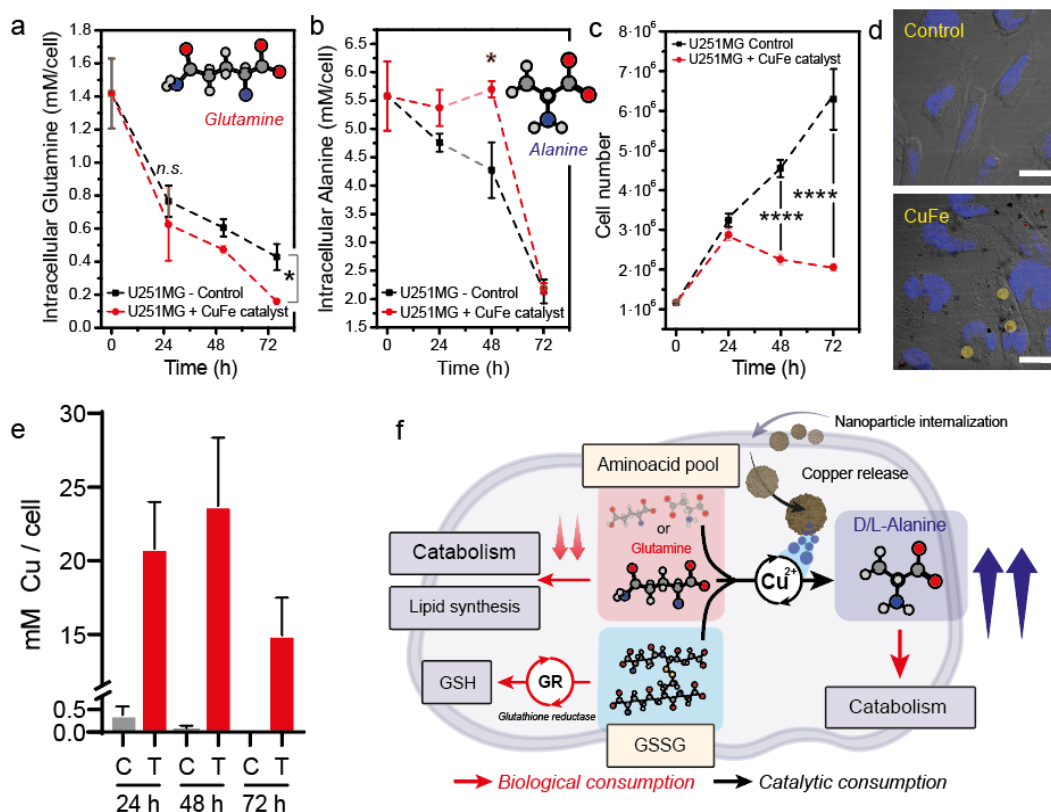 a
Intracellular Glutamine (mM/cell)
1.8
1.6
1.4
1.2
1.0
0.8
0.6
0.4
0.2
0.0
Glutamine
n.s.
*
U251MG - Control
U251MG + CuFe catalyst
0 24 48 72
Time (h)
b
Intracellular Alanine (mM/cell)
6.5
6.0
5.5
5.0
4.5
4.0
3.5
3.0
2.5
2.0
1.5
*
Alanine
U251MG - Control
U251MG + CuFe catalyst
0 24 48 72
Time (h)
c
Cell number
8·10⁶
7·10⁶
6·10⁶
5·10⁶
4·10⁶
3·10⁶
2·10⁶
1·10⁶
U251MG Control
U251MG + CuFe catalyst
****
****
0 24 48 72
Time (h)
d
Control
CuFe
e
mM Cu / cell
30
25
20
15
0.5
0.0
C T C T C T
24 h 48 h 72 h
f
Nanoparticle internalization
Aminoacid pool
Copper release
or
Glutamine
D/L-Alanine
Catabolism
Lipid synthesis
Cu²⁺
GSH
GR
Glutathione reductase
GSSG
Catabolism
Biological consumption
Catalytic consumption